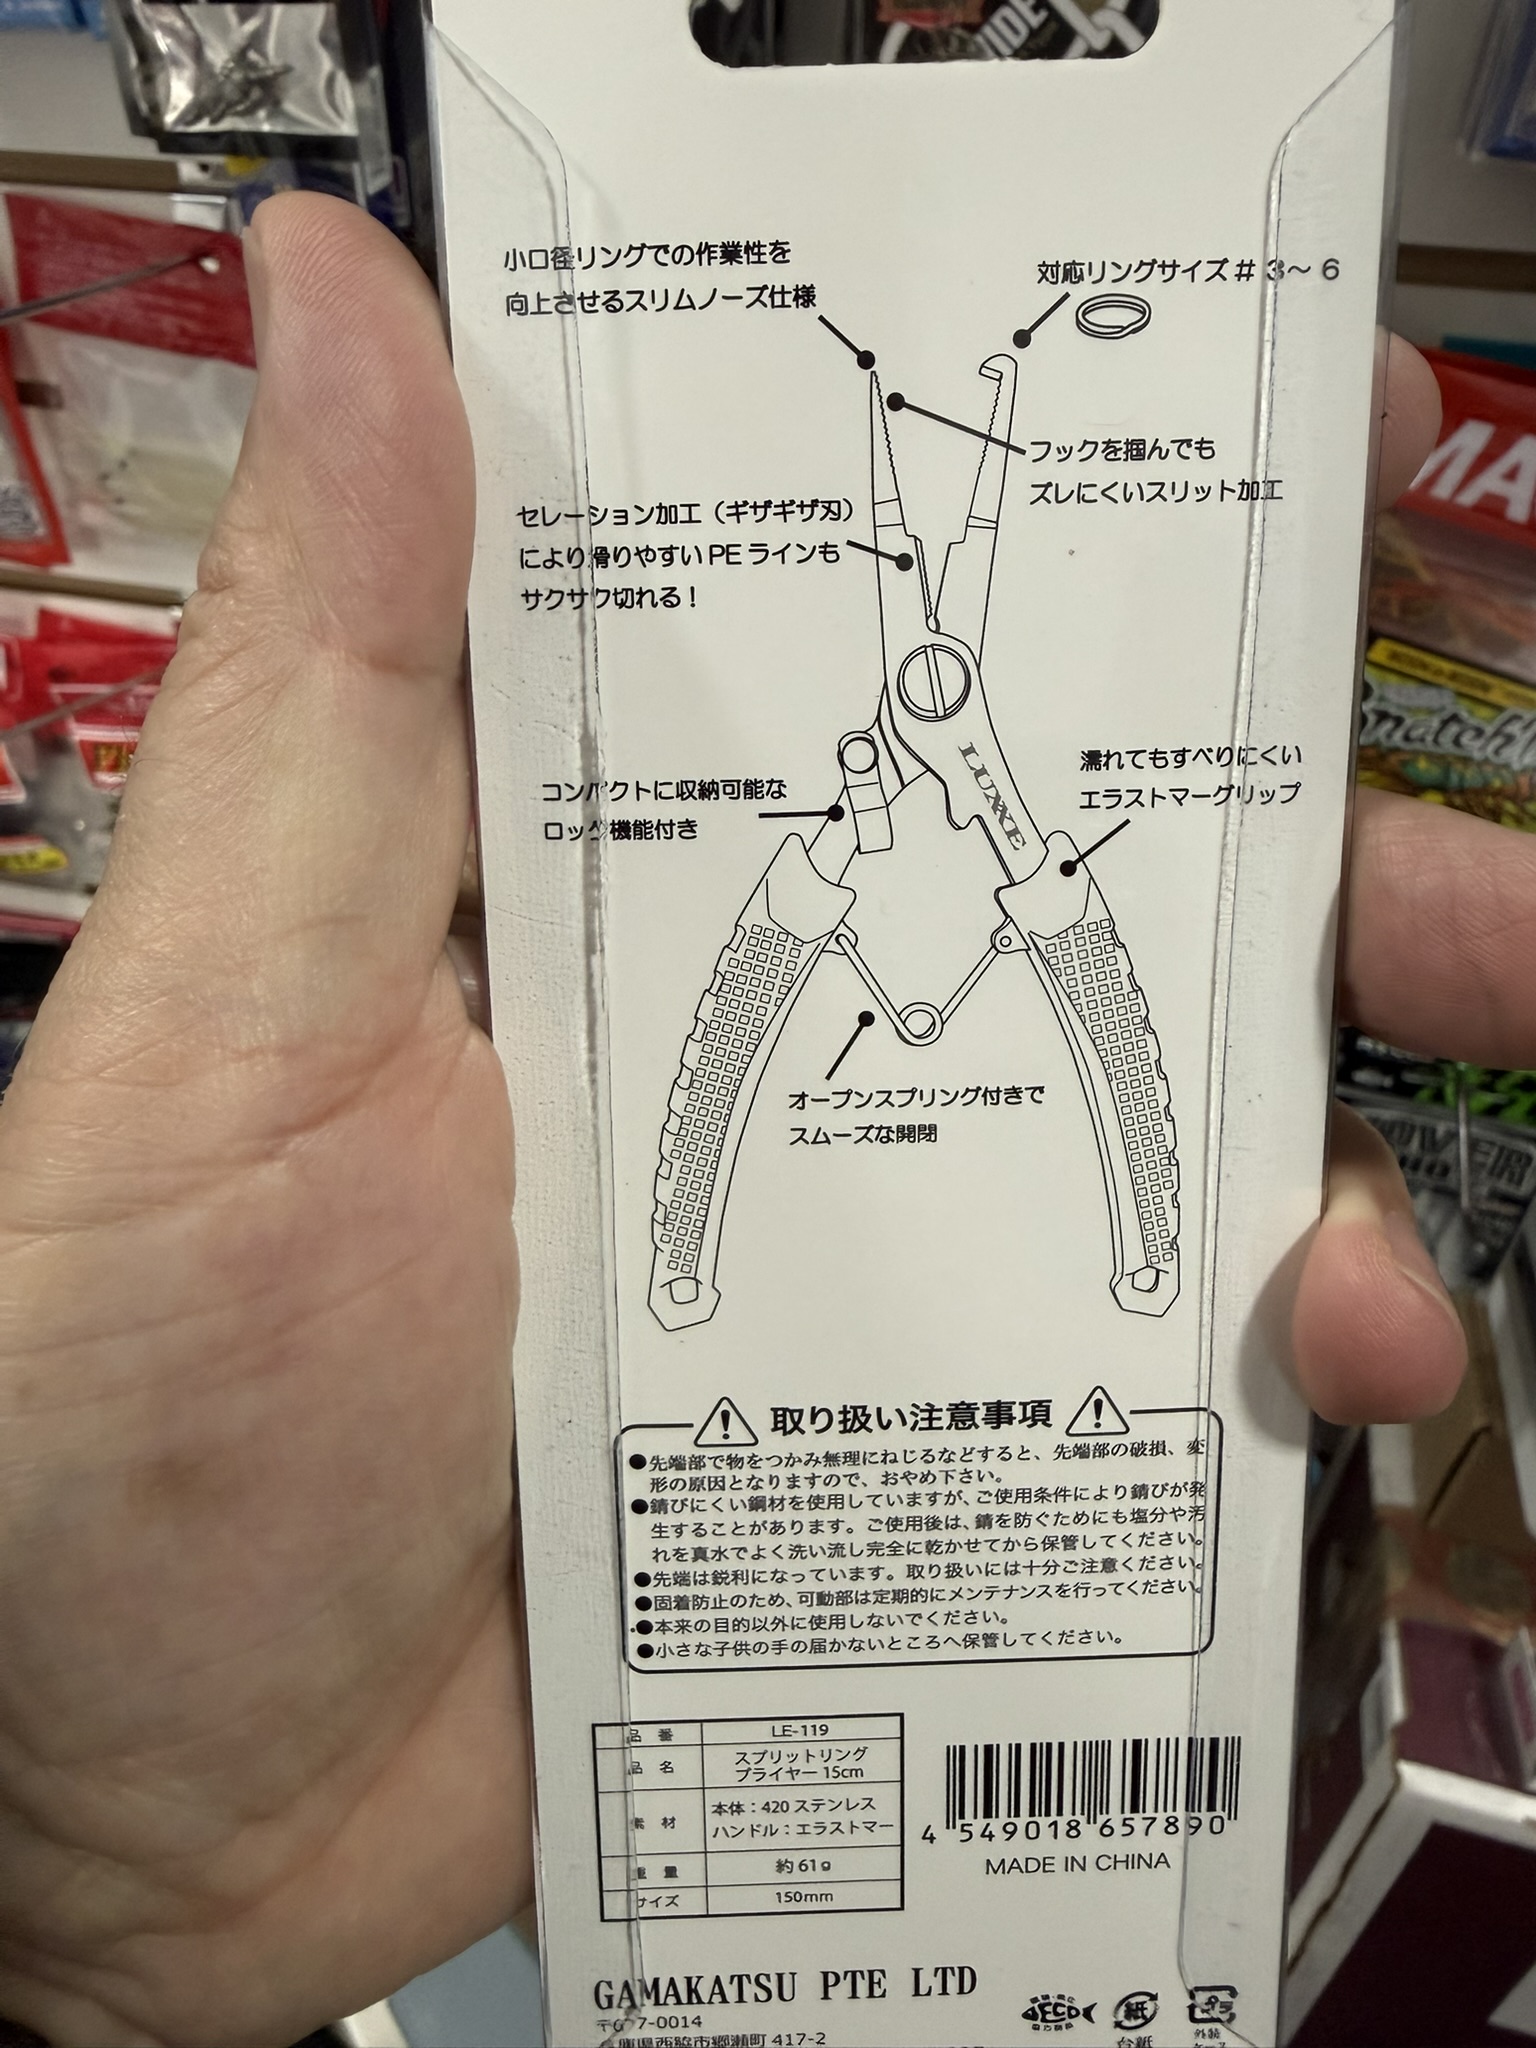 IDE
小口径リングでの作業性を
向上させるスリムノーズ仕様
対応リングサイズ # 3～6
フックを掴んでも
ズレにくいスリット加工
セレーション加工（ギザギザ刃）
により滑りやすいPEラインも
サクサク切れる！
LUXXE
コンパクトに収納可能な
ロック機能付き
濡れてもすべりにくい
エラストマーグリップ
オープンスプリング付きで
スムーズな開閉
取り扱い注意事項
●先端部で物をつかみ無理にねじるなどすると、先端部の破損、変
形の原因となりますので、おやめ下さい。
●錆びにくい鋼材を使用していますが、ご使用条件により錆びが発
生することがあります。ご使用後は、錆を防ぐためにも塩分や汚
れを真水でよく洗い流し完全に乾かせてから保管してください。
●先端は鋭利になっています。取り扱いには十分ご注意ください。
●固着防止のため、可動部は定期的にメンテナンスを行ってください。
●本来の目的以外に使用しないでください。
●小さな子供の手の届かないところへ保管してください。
品番 LE-119
品名 スプリットリング
プライヤー 15cm
素材 本体：420 ステンレス
ハンドル：エラストマー
重量 約61g
サイズ 150mm
4 549018 657890
MADE IN CHINA
GAMAKATSU PTE LTD
〒677-0014
兵庫県西脇市郷瀬町 417-2
ECO
紙
台紙
プラ
外装
ケース
MA